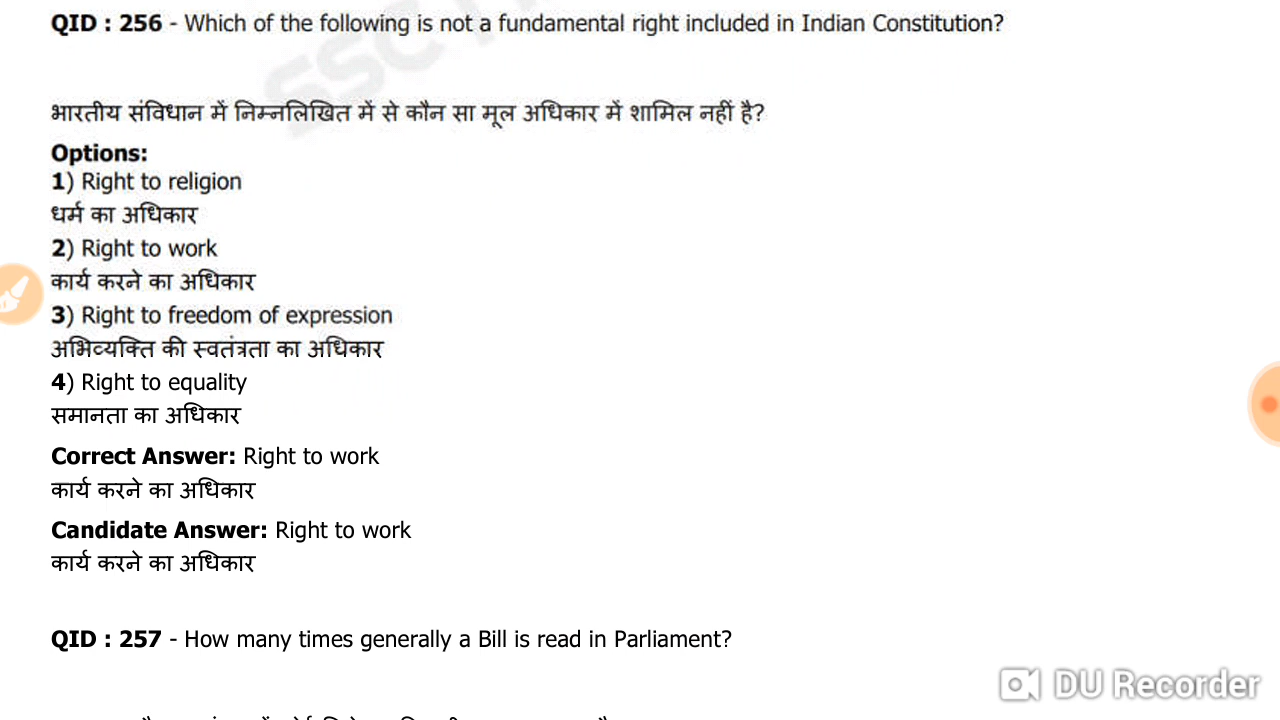 QID : 256 - Which of the following is not a fundamental right included in Indian Constitution?
भारतीय संविधान में निम्नलिखित में से कौन सा मूल अधिकार में शामिल नहीं है?
Options:
1) Right to religion
धर्म का अधिकार
2) Right to work
कार्य करने का अधिकार
3) Right to freedom of expression
अभिव्यक्ति की स्वतंत्रता का अधिकार
4) Right to equality
समानता का अधिकार
Correct Answer: Right to work
कार्य करने का अधिकार
Candidate Answer: Right to work
कार्य करने का अधिकार
QID : 257 - How many times generally a Bill is read in Parliament?
DU Recorder